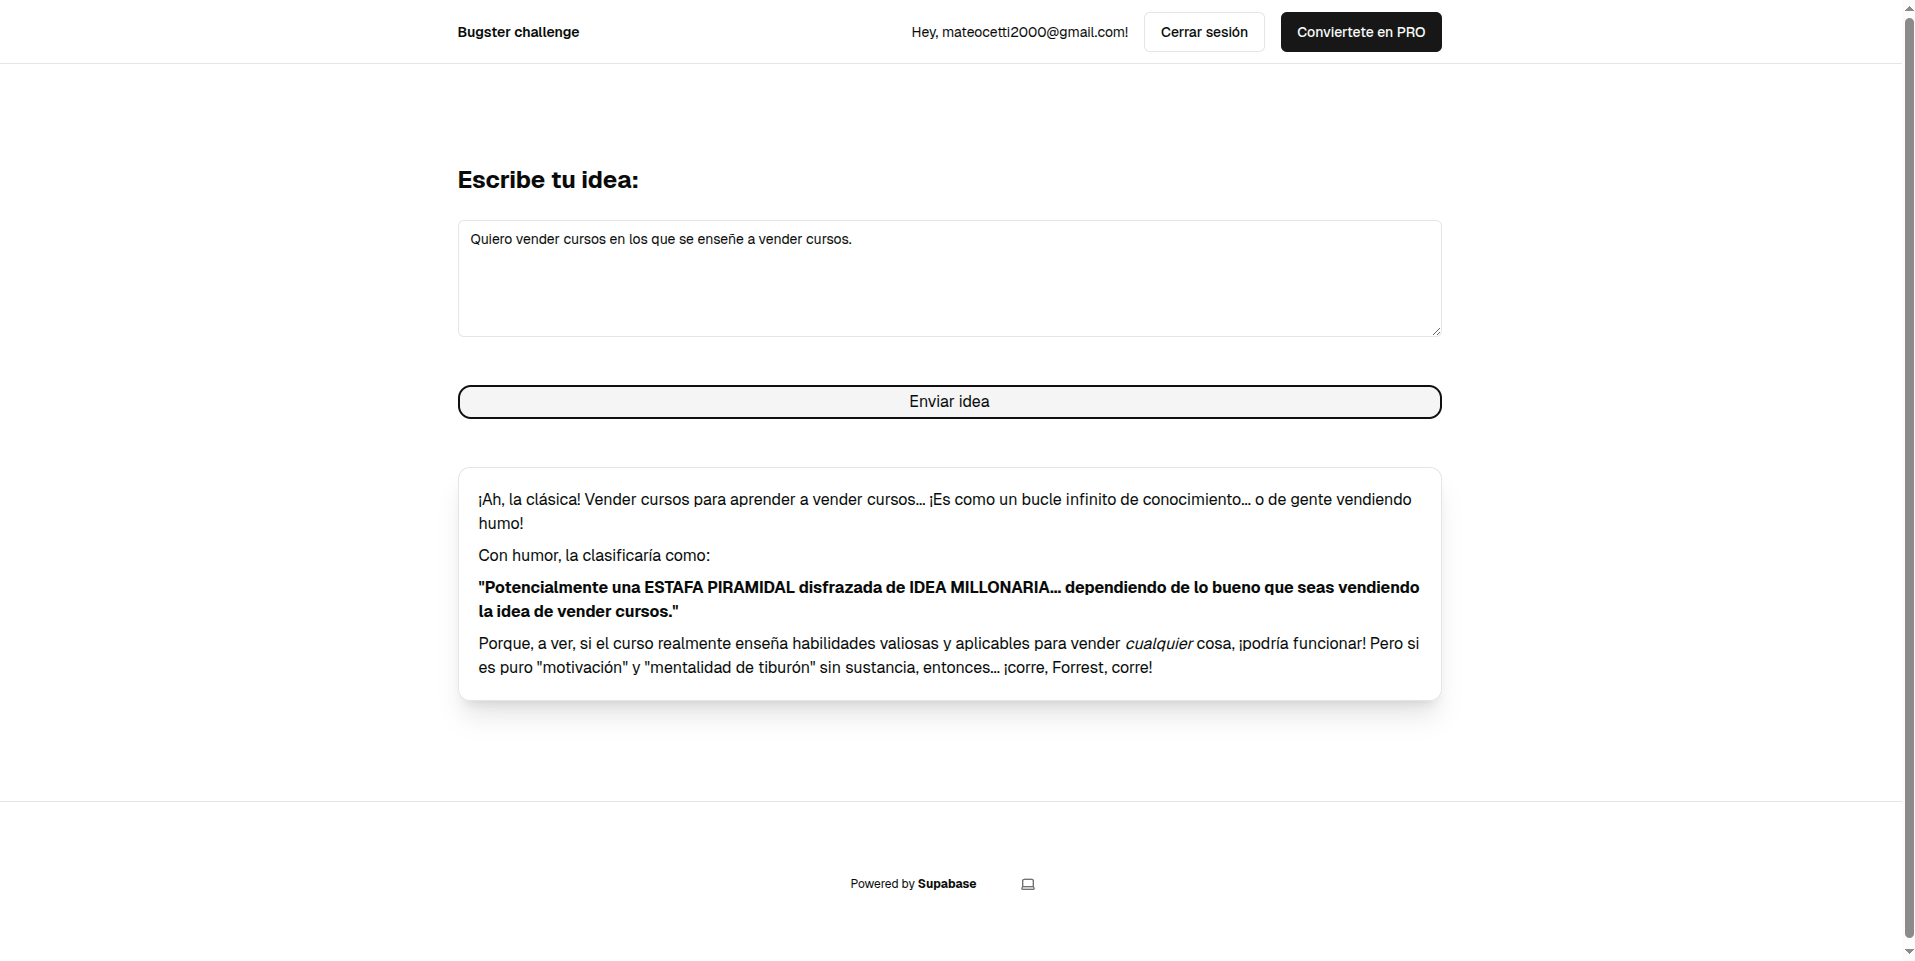 Bugster challenge
Hey, mateocetti2000@gmail.com!
Cerrar sesión
Conviertete en PRO
Escribe tu idea:
Quiero vender cursos en los que se enseñe a vender cursos.
Enviar idea
¡Ah, la clásica! Vender cursos para aprender a vender cursos... ¡Es como un bucle infinito de conocimiento... o de gente vendiendo
humo!
Con humor, la clasificaría como:
"Potencialmente una ESTAFA PIRAMIDAL disfrazada de IDEA MILLONARIA... dependiendo de lo bueno que seas vendiendo
la idea de vender cursos."
Porque, a ver, si el curso realmente enseña habilidades valiosas y aplicables para vender cualquier cosa, ¡podría funcionar! Pero si
es puro "motivación" y "mentalidad de tiburón" sin sustancia, entonces... ¡corre, Forrest, corre!
Powered by Supabase